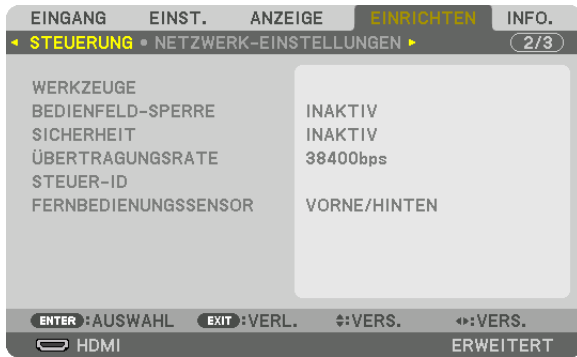 EINGANG EINST. ANZEIGE EINRICHTEN INFO.
◂ STEUERUNG • NETZWERK-EINSTELLUNGEN ▸ 2/3
WERKZEUGE
BEDIENFELD-SPERRE INAKTIV
SICHERHEIT INAKTIV
ÜBERTRAGUNGSRATE 38400bps
STEUER-ID
FERNBEDIENUNGSSENSOR VORNE/HINTEN
ENTER:AUSWAHL EXIT:VERL. ♦:VERS. ◂▸:VERS.
HDMI ERWEITERT